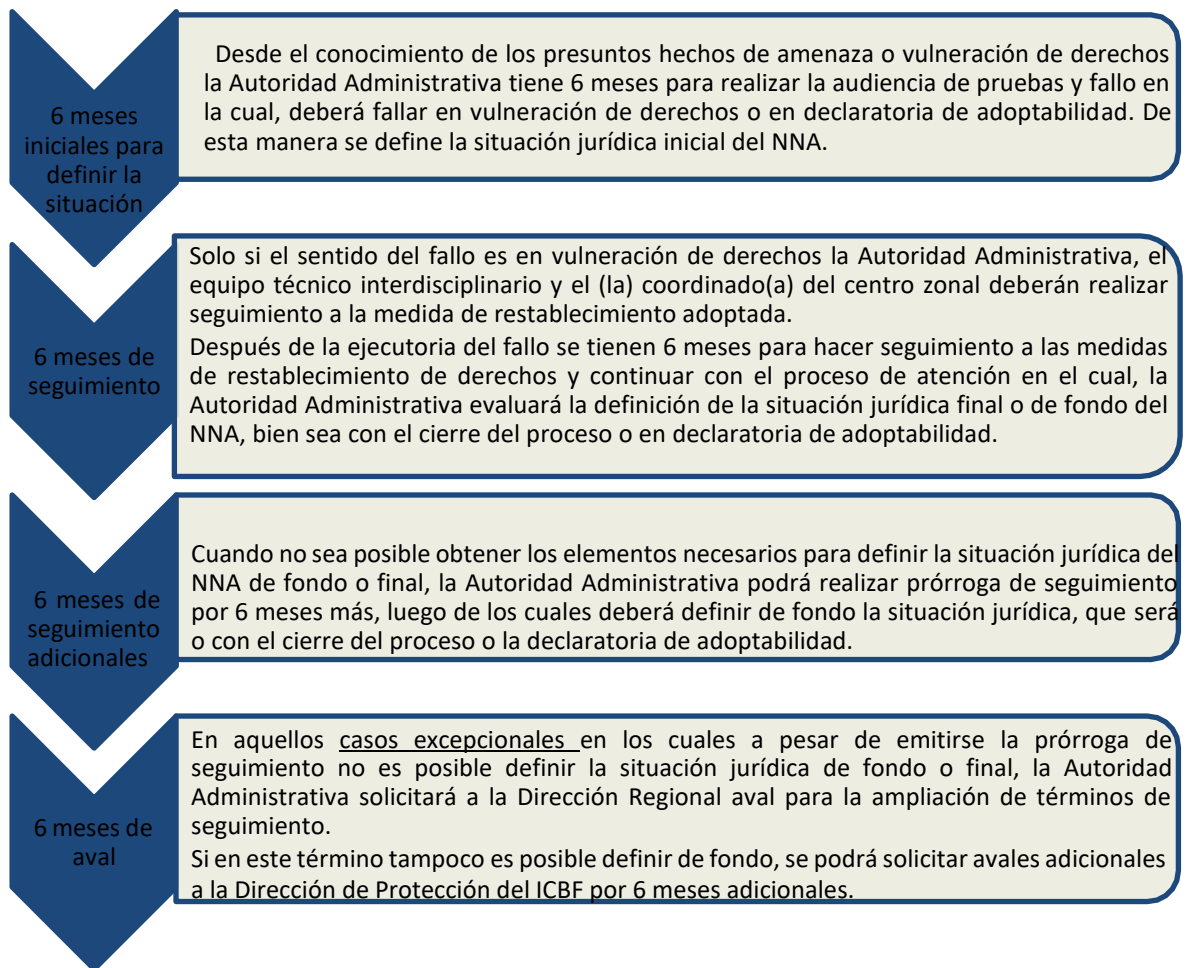 6 meses
iniciales para
definir la
situación
Desde el conocimiento de los presuntos hechos de amenaza o vulneración de derechos
la Autoridad Administrativa tiene 6 meses para realizar la audiencia de pruebas y fallo en
la cual, deberá fallar en vulneración de derechos o en declaratoria de adoptabilidad. De
esta manera se define la situación jurídica inicial del NNA.
6 meses de
seguimiento
Solo si el sentido del fallo es en vulneración de derechos la Autoridad Administrativa, el
equipo técnico interdisciplinario y el (la) coordinado(a) del centro zonal deberán realizar
seguimiento a la medida de restablecimiento adoptada.
Después de la ejecutoria del fallo se tienen 6 meses para hacer seguimiento a las medidas
de restablecimiento de derechos y continuar con el proceso de atención en el cual, la
Autoridad Administrativa evaluará la definición de la situación jurídica final o de fondo del
NNA, bien sea con el cierre del proceso o en declaratoria de adoptabilidad.
6 meses de
seguimiento
adicionales
Cuando no sea posible obtener los elementos necesarios para definir la situación jurídica del
NNA de fondo o final, la Autoridad Administrativa podrá realizar prórroga de seguimiento
por 6 meses más, luego de los cuales deberá definir de fondo la situación jurídica, que será
o con el cierre del proceso o la declaratoria de adoptabilidad.
6 meses de
aval
En aquellos casos excepcionales en los cuales a pesar de emitirse la prórroga de
seguimiento no es posible definir la situación jurídica de fondo o final, la Autoridad
Administrativa solicitará a la Dirección Regional aval para la ampliación de términos de
seguimiento.
Si en este término tampoco es posible definir de fondo, se podrá solicitar avales adicionales
a la Dirección de Protección del ICBF por 6 meses adicionales.